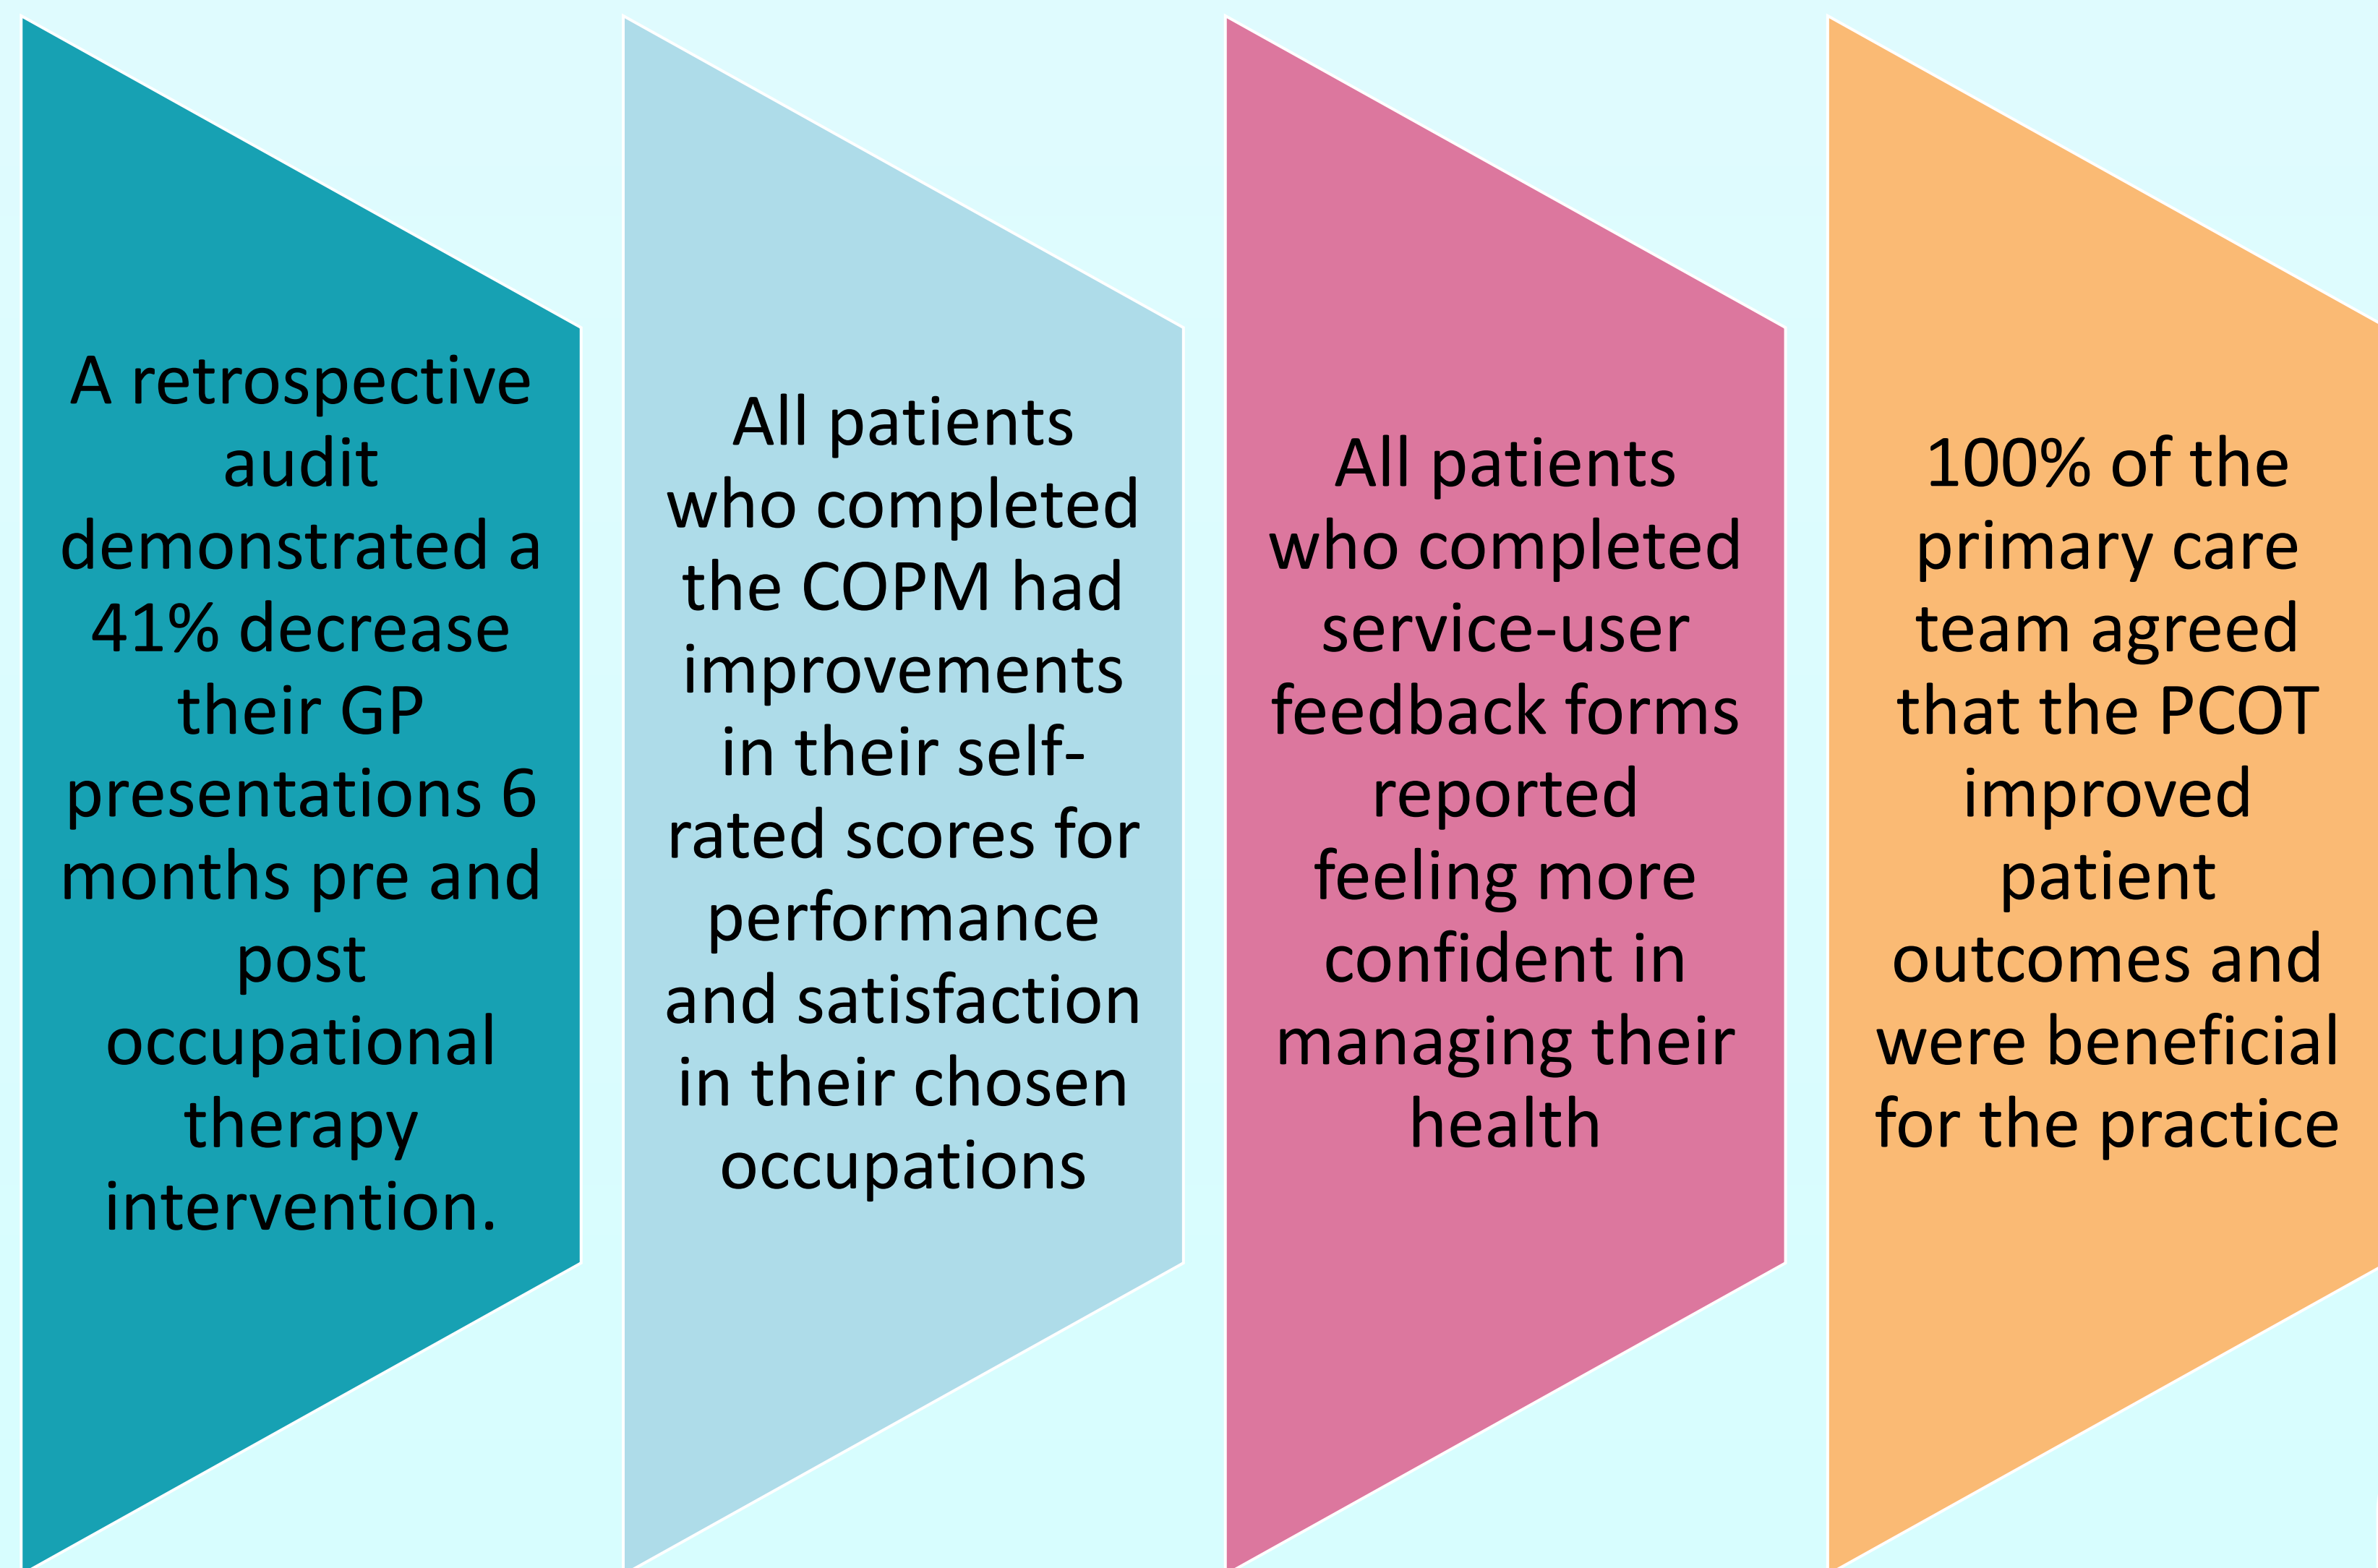 A retrospective
audit
demonstrated a
41% decrease
their GP
presentations 6
months pre and
post
occupational
therapy
intervention.
All patients
who completed
the COPM had
improvements
in their self-
rated scores for
performance
and satisfaction
in their chosen
occupations
All patients
who completed
service-user
feedback forms
reported
feeling more
confident in
managing their
health
100% of the
primary care
team agreed
that the PCOT
improved
patient
outcomes and
were beneficial
for the practice